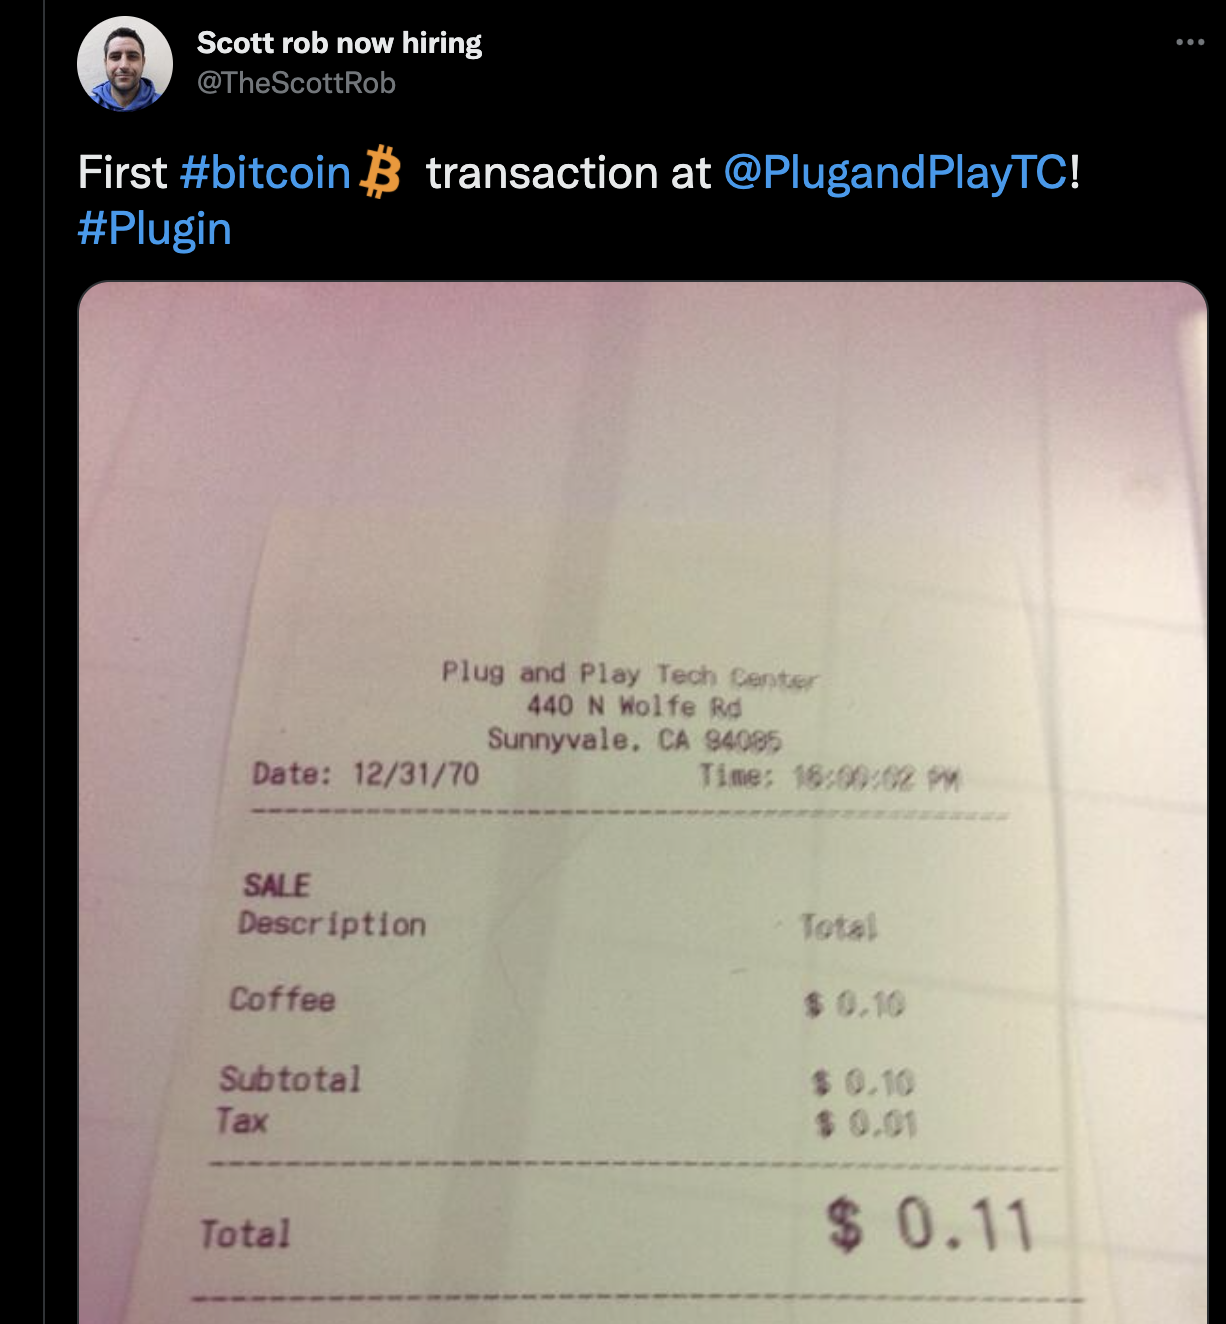 Scott rob now hiring
@TheScottRob
First #bitcoin transaction at @PlugandPlayTC!
#Plugin
Plug and Play Tech Center
440 N Wolfe Rd
Sunnyvale, CA 94085
Date: 12/31/70 Time: 16:00:02 PM
SALE
Description Total
Coffee $ 0.10
Subtotal $ 0.10
Tax $ 0.01
Total $ 0.11